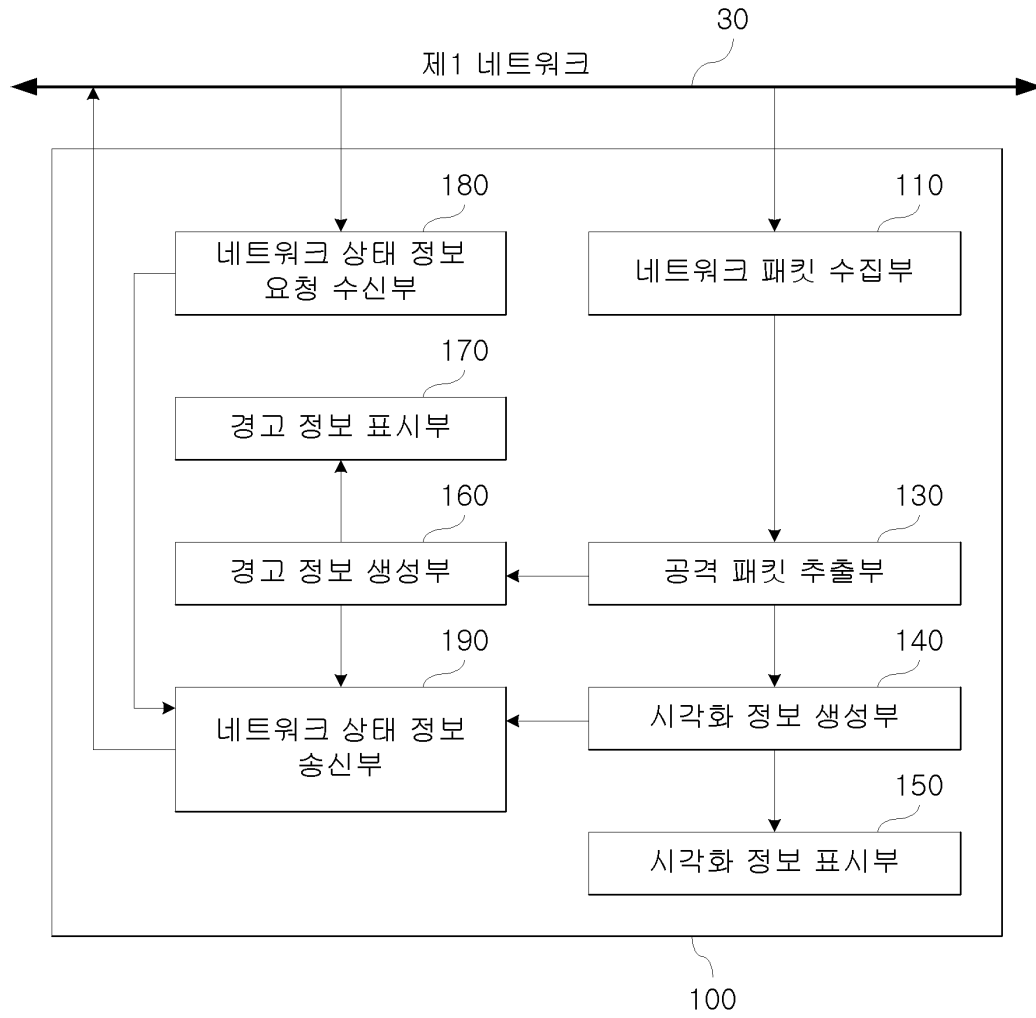 30
제1 네트워크
180
네트워크 상태 정보
요청 수신부
110
네트워크 패킷 수집부
170
경고 정보 표시부
160
경고 정보 생성부
130
공격 패킷 추출부
190
네트워크 상태 정보
송신부
140
시각화 정보 생성부
150
시각화 정보 표시부
100